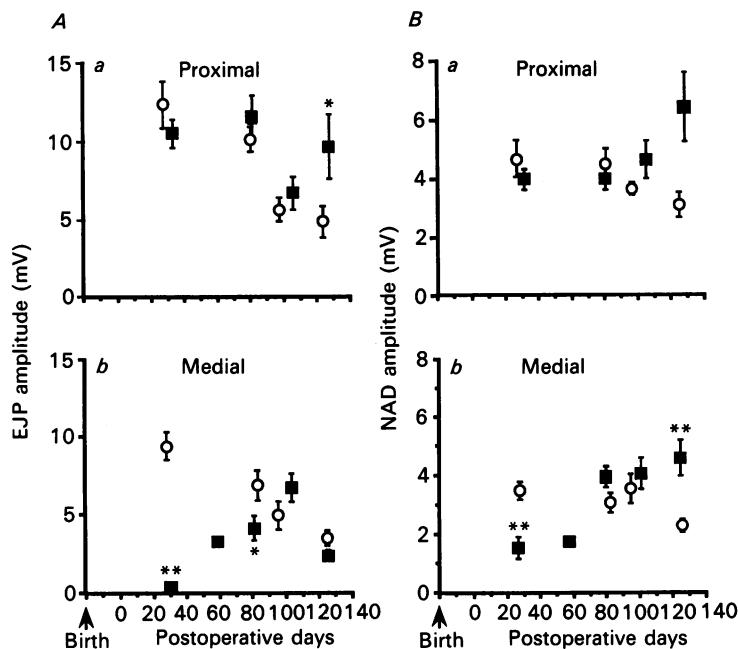 A
B
a
Proximal
15
10
5
0
*
a
Proximal
8
6
4
2
0
EJP amplitude (mV)
NAD amplitude (mV)
b
Medial
15
10
5
0
**
*
b
Medial
8
6
4
2
0
**
**
0 20 40 60 80 100 120 140
Birth
Postoperative days
0 20 40 60 80 100 120 140
Birth
Postoperative days